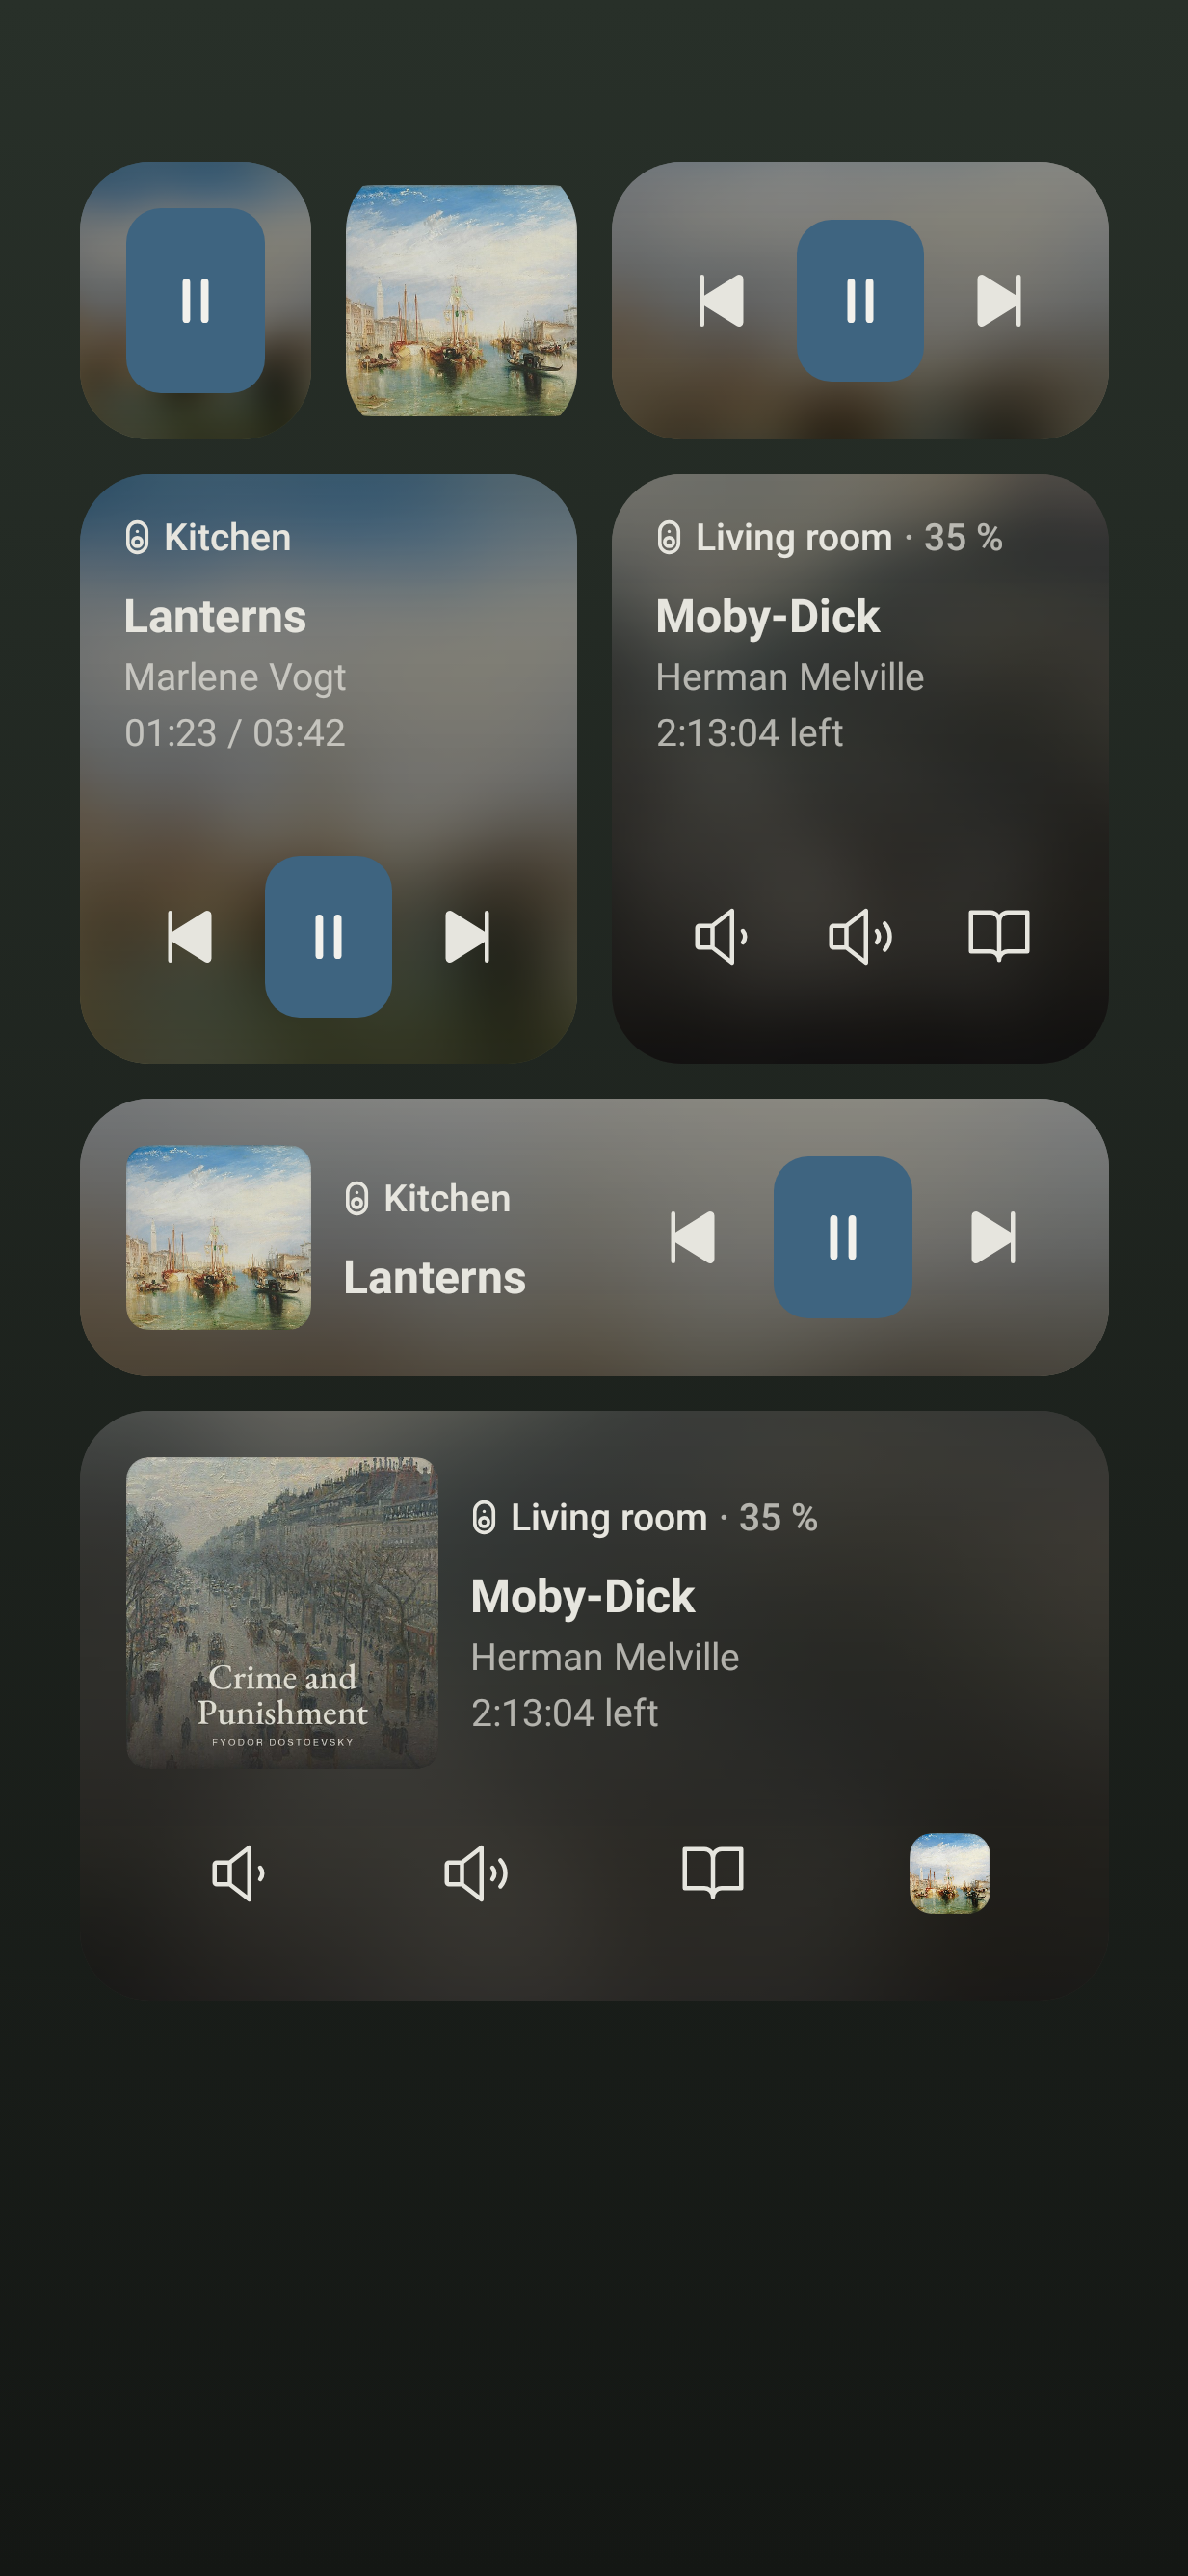 Kitchen
Lanterns
Marlene Vogt
01:23 / 03:42
Living room · 35 %
Moby-Dick
Herman Melville
2:13:04 left
Kitchen
Lanterns
Living room · 35 %
Moby-Dick
Herman Melville
2:13:04 left
Crime and
Punishment
FYODOR DOSTOEVSKY